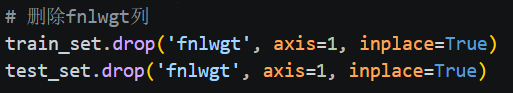 # 删除fnlwgt列
train_set.drop('fnlwgt', axis=1, inplace=True)
test_set.drop('fnlwgt', axis=1, inplace=True)